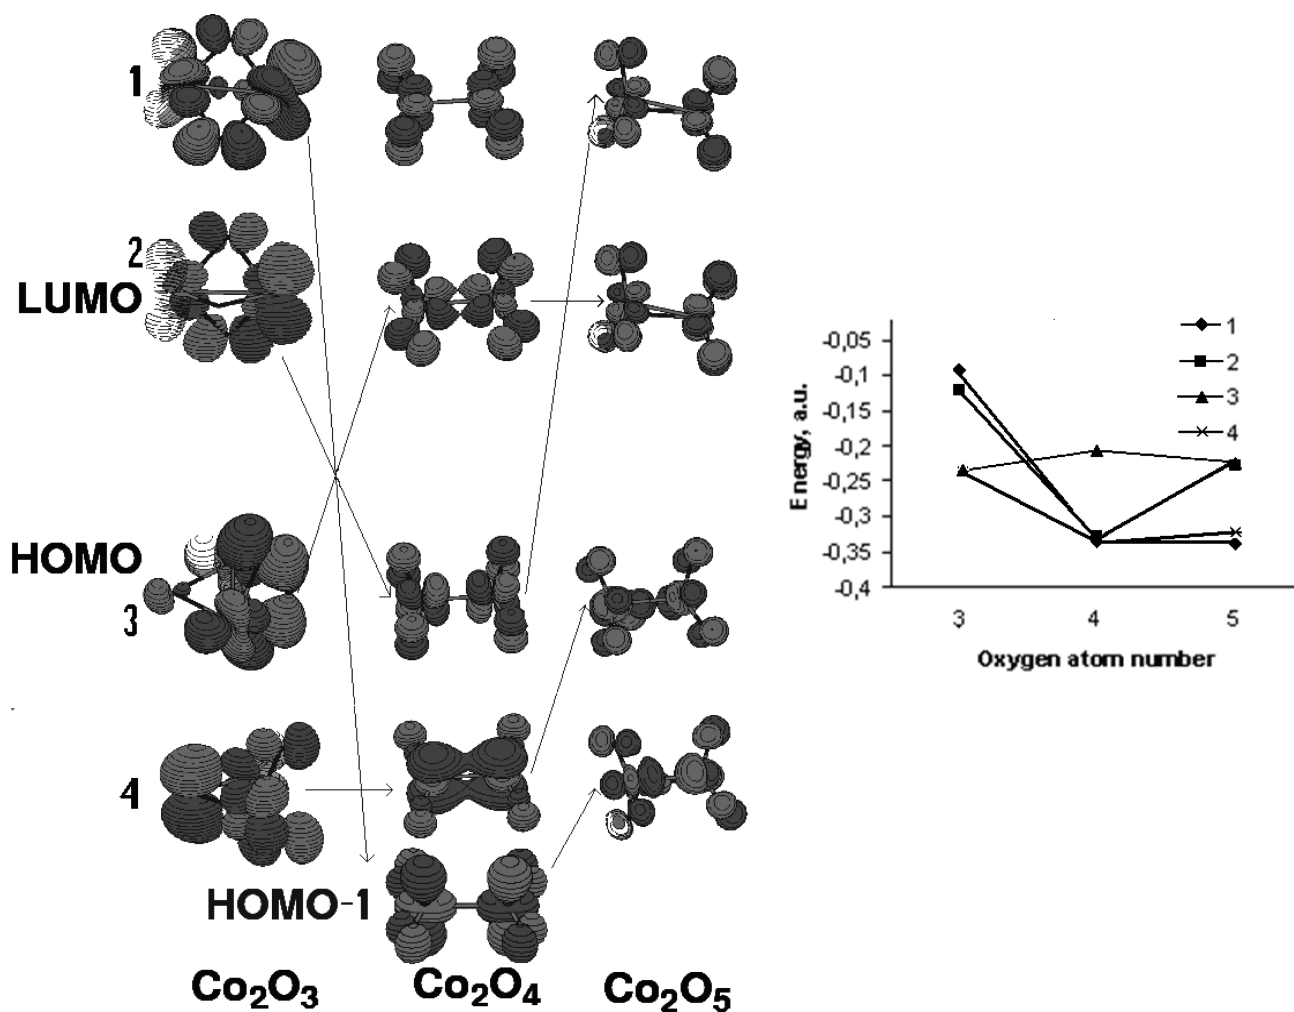 1
2
LUMO
HOMO
3
4
HOMO-1
Co₂O₃
Co₂O₄
Co₂O₅
1
2
3
4
-0,05
-0,1
-0,15
-0,2
-0,25
-0,3
-0,35
-0,4
Energy, a.u.
3 4 5
Oxygen atom number